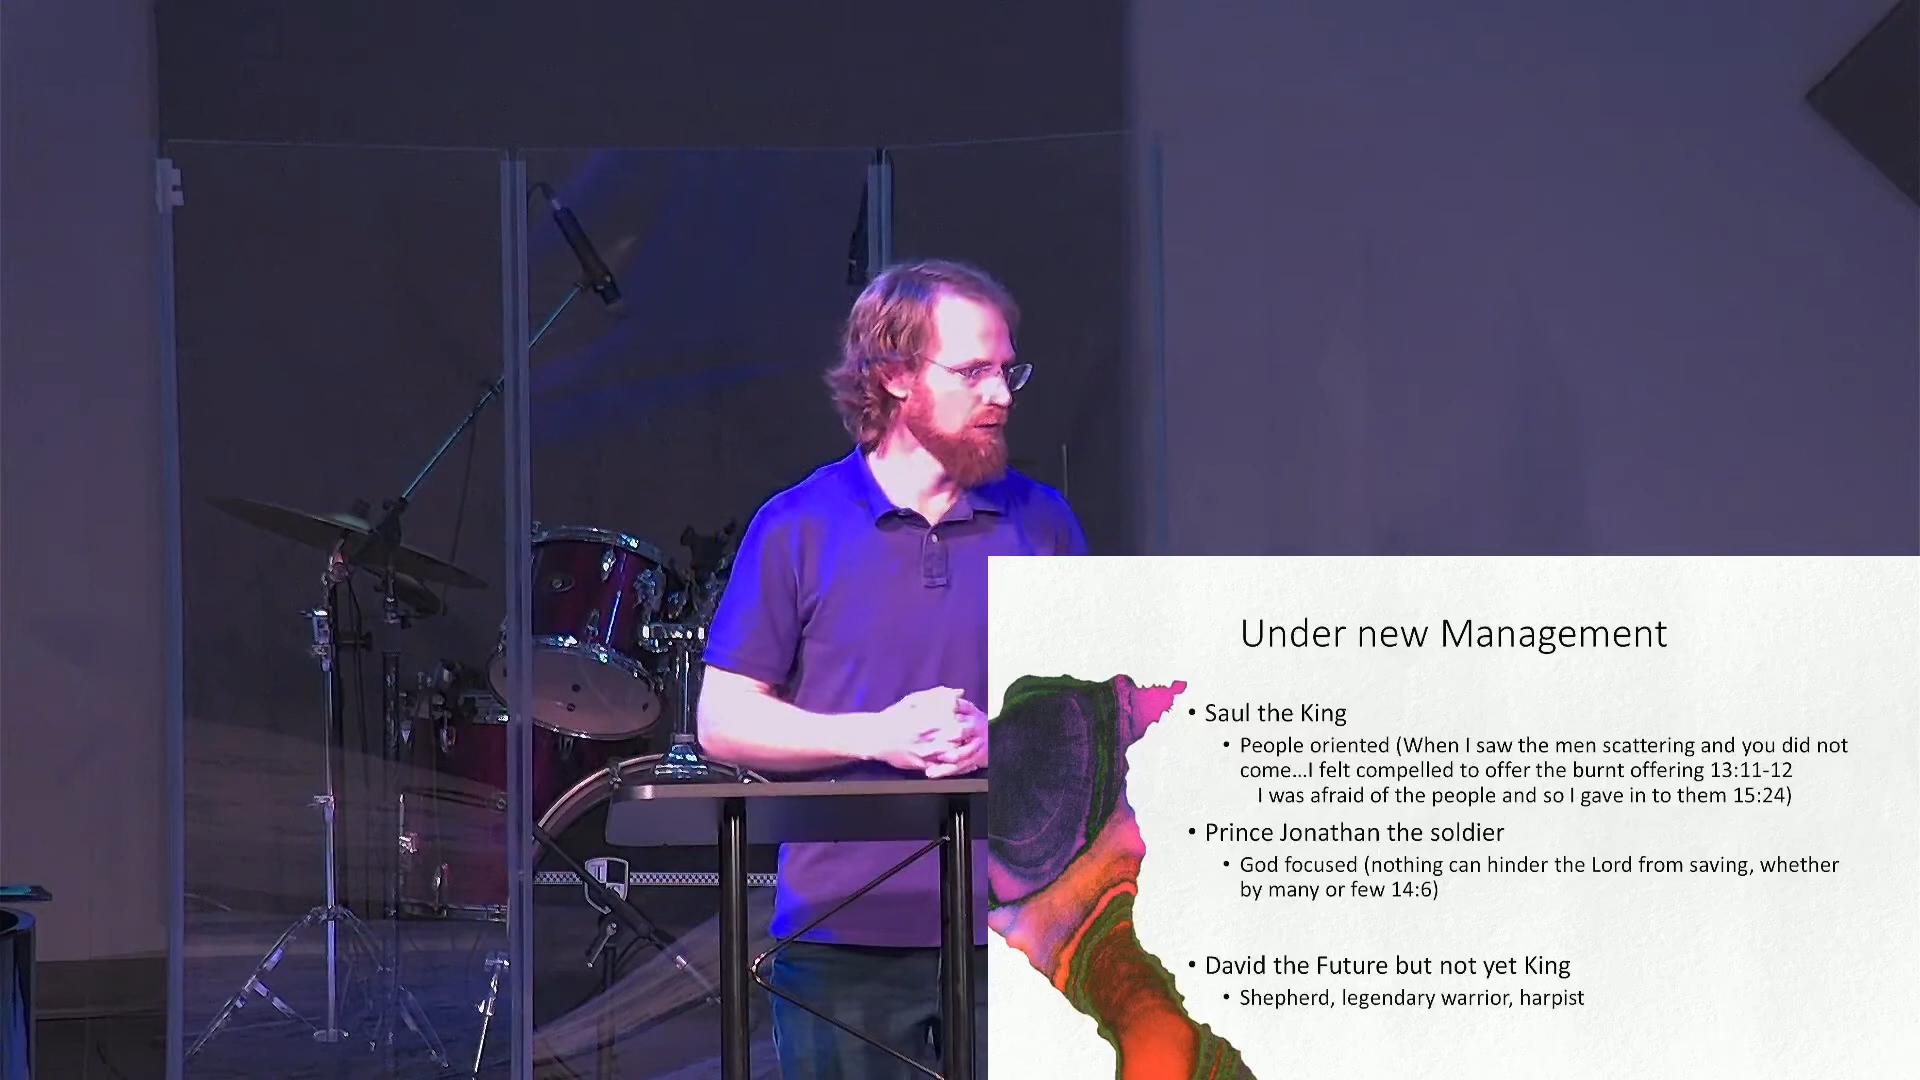 Under new Management
• Saul the King
• People oriented (When I saw the men scattering and you did not
come...I felt compelled to offer the burnt offering 13:11-12
I was afraid of the people and so I gave in to them 15:24)
• Prince Jonathan the soldier
• God focused (nothing can hinder the Lord from saving, whether
by many or few 14:6)
• David the Future but not yet King
• Shepherd, legendary warrior, harpist